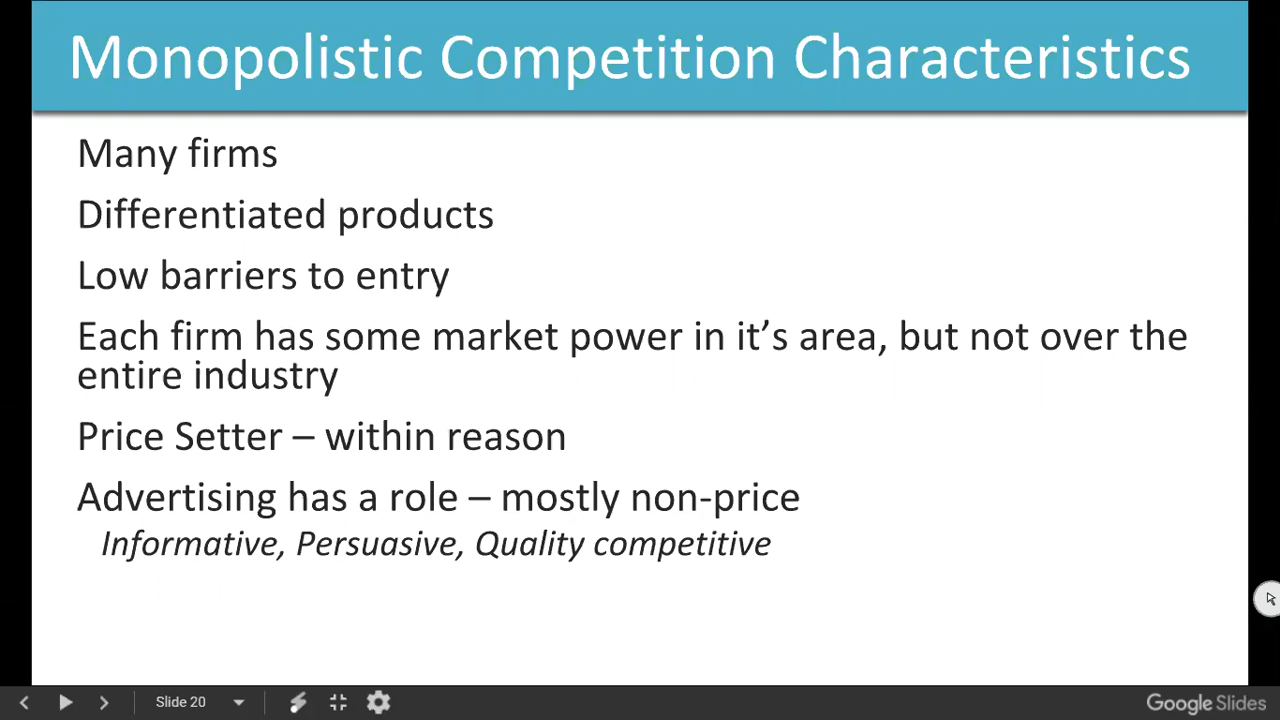 Monopolistic Competition Characteristics
Many firms
Differentiated products
Low barriers to entry
Each firm has some market power in it’s area, but not over the
entire industry
Price Setter – within reason
Advertising has a role – mostly non-price
Informative, Persuasive, Quality competitive
Slide 20
Google Slides